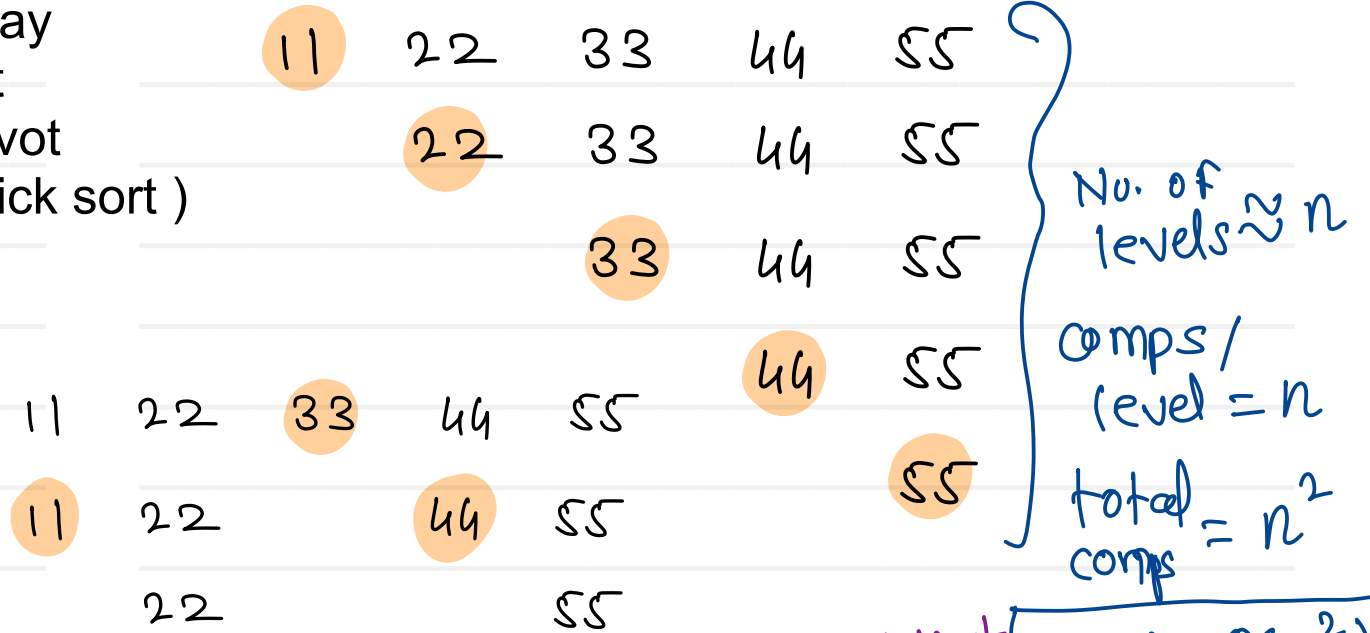 ay
11 22 33 44 55
vot
22 33 44 55
ick sort )
33 44 55
44 55
11 22 33 44 55
55
11 22 44 55
22 55
No. of
levels ≈ n
comps/
level = n
total
comps = n²